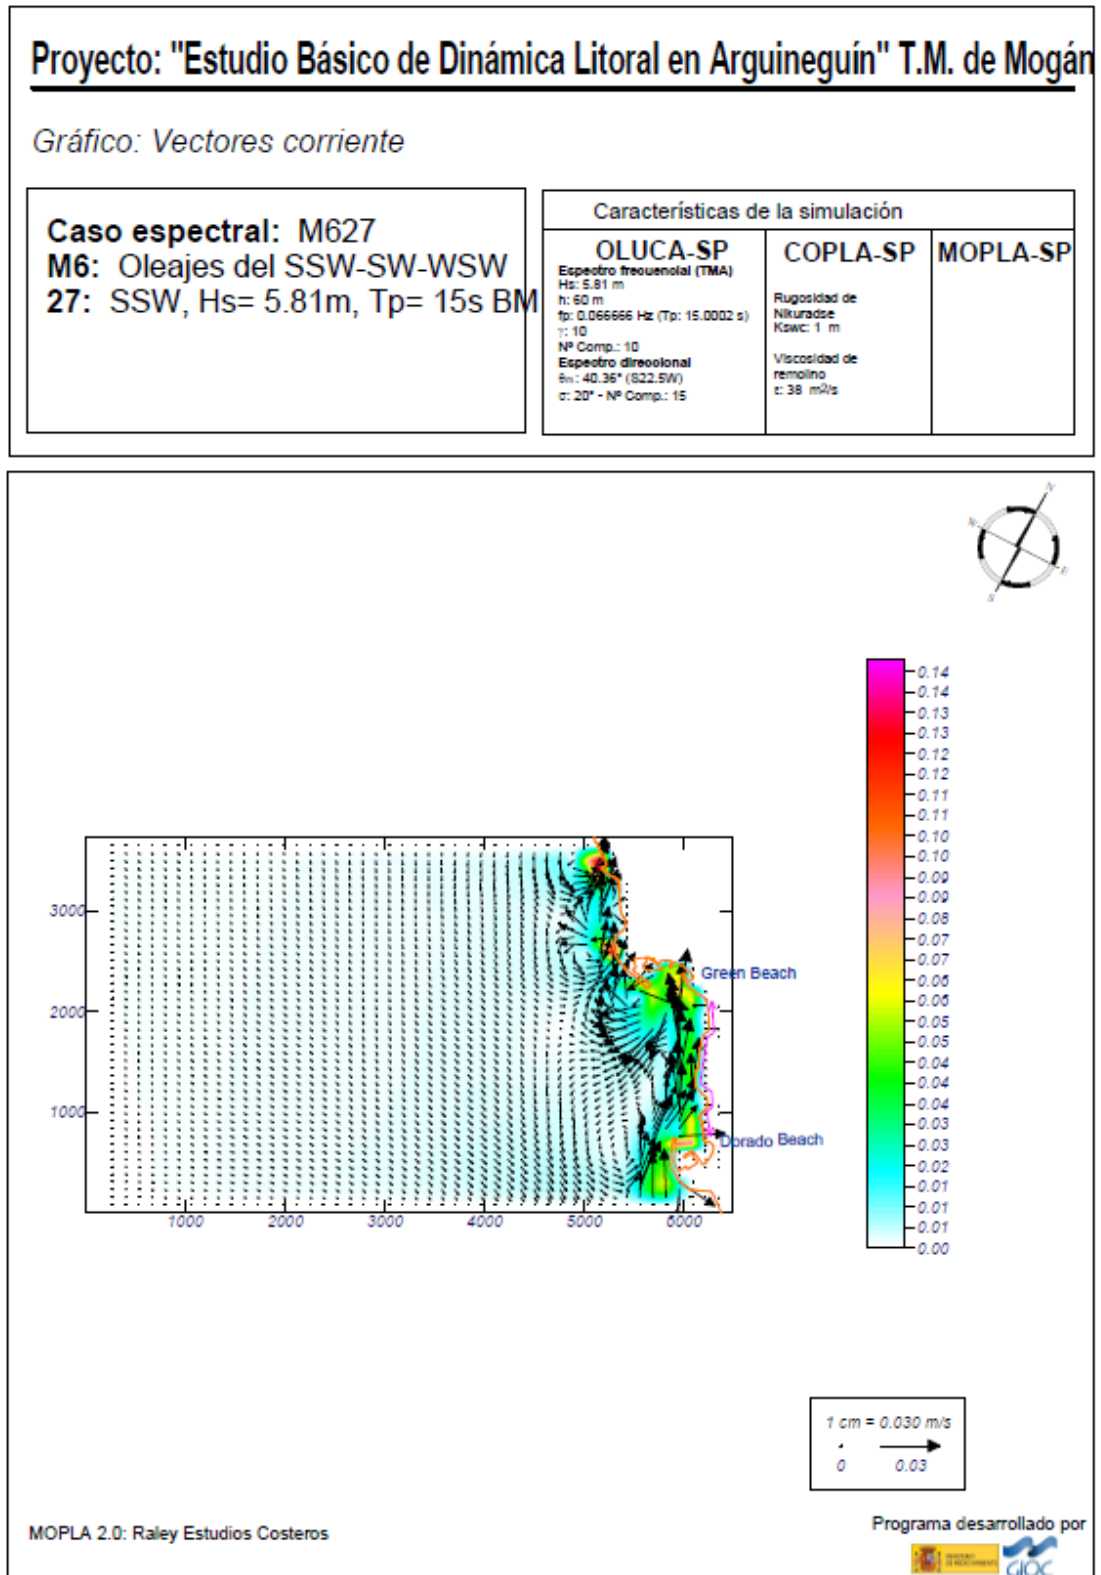 Proyecto: "Estudio Básico de Dinámica Litoral en Arguineguín" T.M. de Mogán
Gráfico: Vectores corriente
Caso espectral: M627
M6: Oleajes del SSW-SW-WSW
27: SSW, Hs= 5.81m, Tp= 15s BM
Características de la simulación
OLUCA-SP
Espectro frecuencial (TMA)
Hs: 5.81 m
h: 60 m
fp: 0.066666 Hz (Tp: 15.0002 s)
γ: 10
Nº Comp.: 10
Espectro direccional
θm: 40.36° (S22.5W)
σ: 20° - Nº Comp.: 15
COPLA-SP
Rugosidad de
Nikuradse
Kswc: 1 m
Viscosidad de
remolino
ε: 38 m2/s
MOPLA-SP
N
W
E
S
0.14
0.14
0.13
0.13
0.12
0.12
0.11
0.11
0.10
0.10
0.09
0.09
0.08
0.07
0.07
0.06
0.06
0.05
0.04
0.04
0.04
0.03
0.02
0.01
0.01
0.01
0.00
3000
2000
1000
Green Beach
Dorado Beach
1000
2000
3000
4000
5000
6000
1 cm = 0.030 m/s
0
0.03
MOPLA 2.0: Raley Estudios Costeros
Programa desarrollado por
GIOC